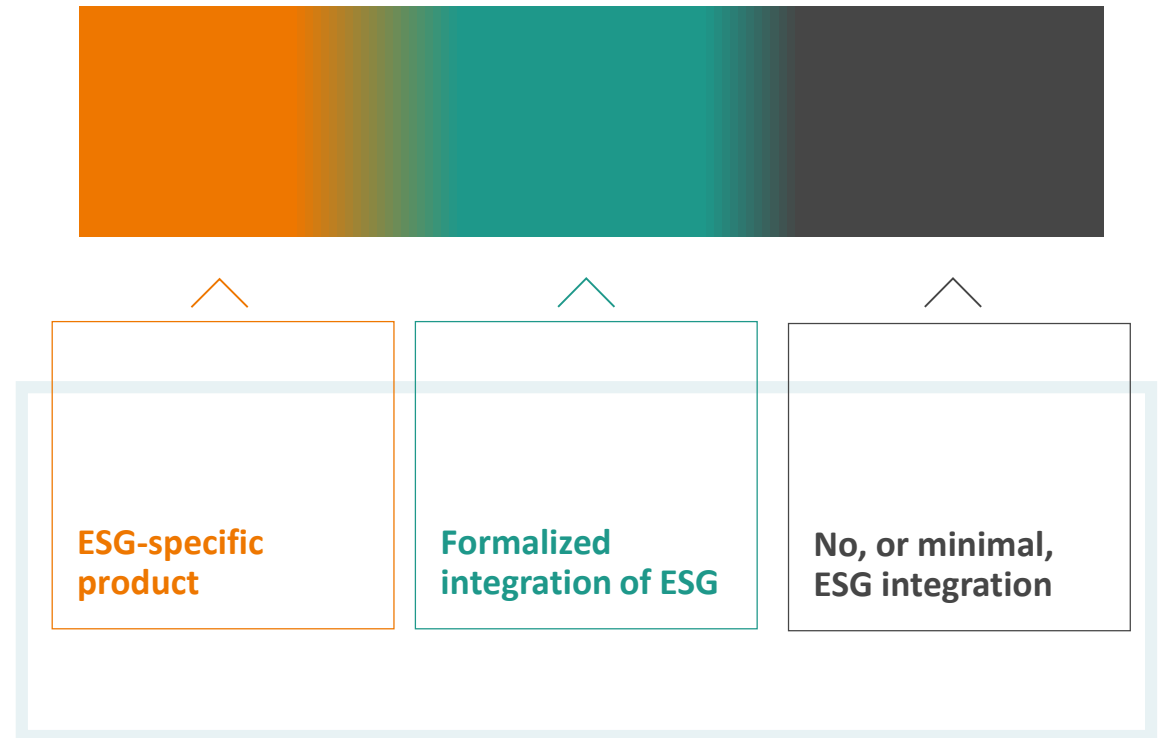 ESG-specific
product
Formalized
integration of ESG
No, or minimal,
ESG integration